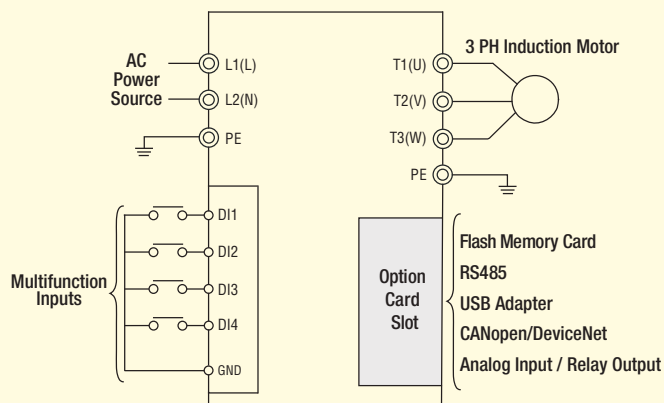 AC
Power
Source
L1(L)
L2(N)
PE
T1(U)
T2(V)
T3(W)
PE
3 PH Induction Motor
Multifunction
Inputs
DI1
DI2
DI3
DI4
GND
Option
Card
Slot
Flash Memory Card
RS485
USB Adapter
CANopen/DeviceNet
Analog Input / Relay Output